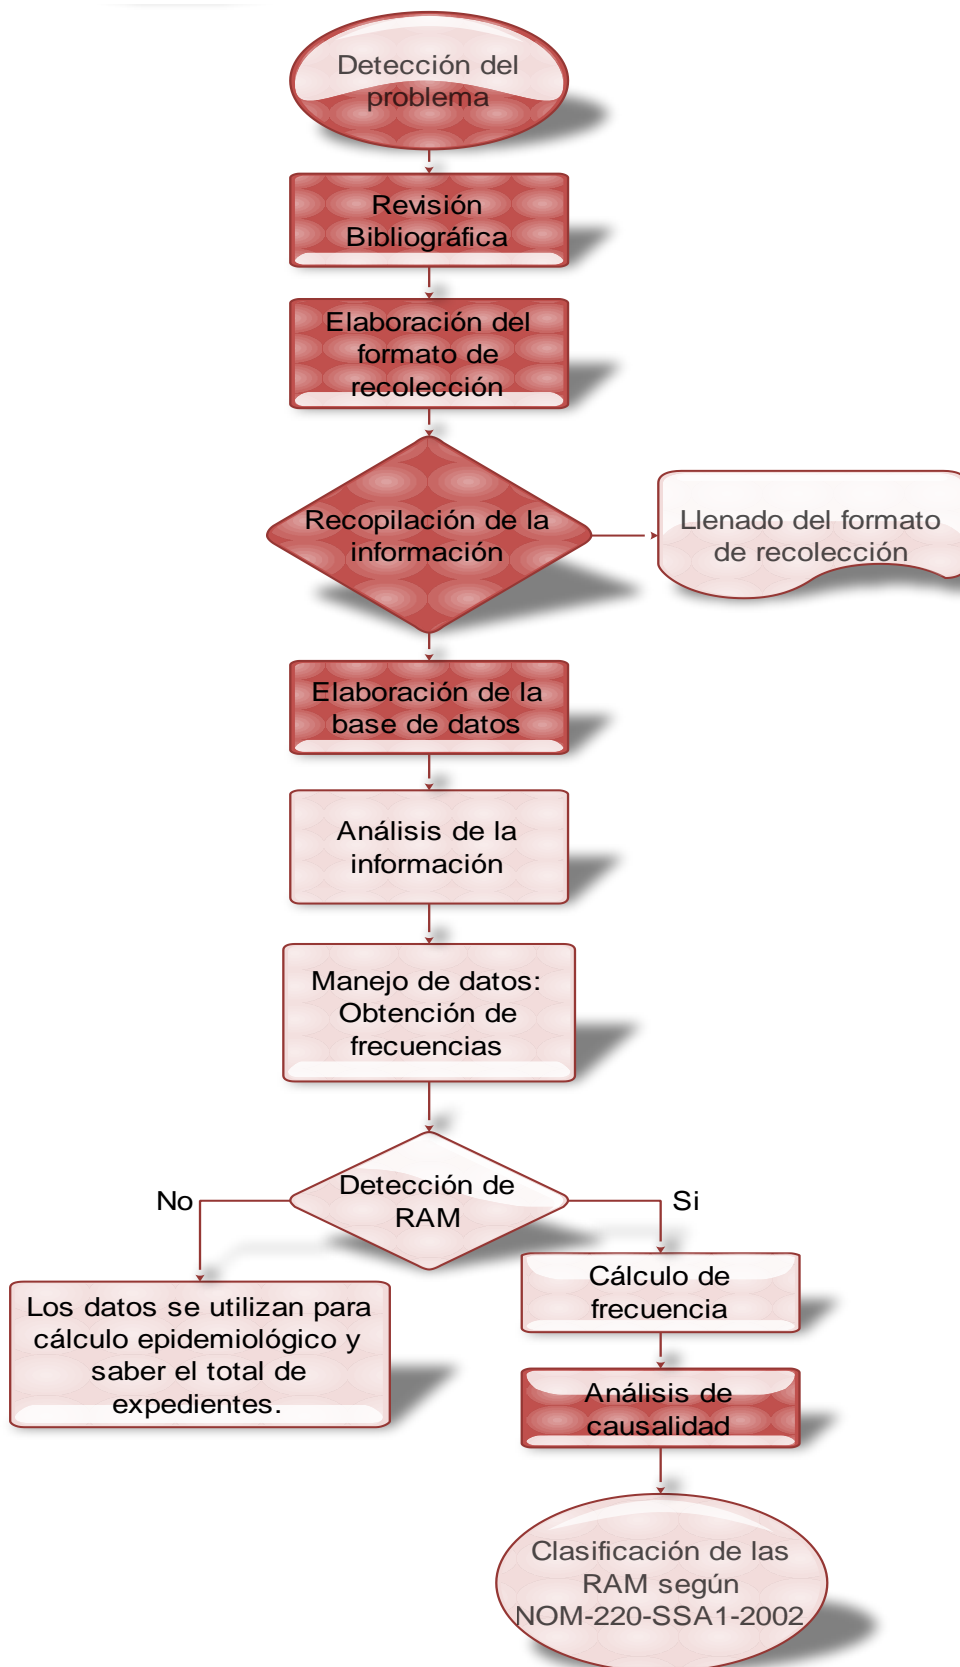 Detección del
problema
Revisión
Bibliográfica
Elaboración del
formato de
recolección
Recopilación de la
información
Llenado del formato
de recolección
Elaboración de la
base de datos
Análisis de la
información
Manejo de datos:
Obtención de
frecuencias
Detección de
RAM
No
Si
Los datos se utilizan para
cálculo epidemiológico y
saber el total de
expedientes.
Cálculo de
frecuencia
Análisis de
causalidad
Clasificación de las
RAM según
NOM-220-SSA1-2002